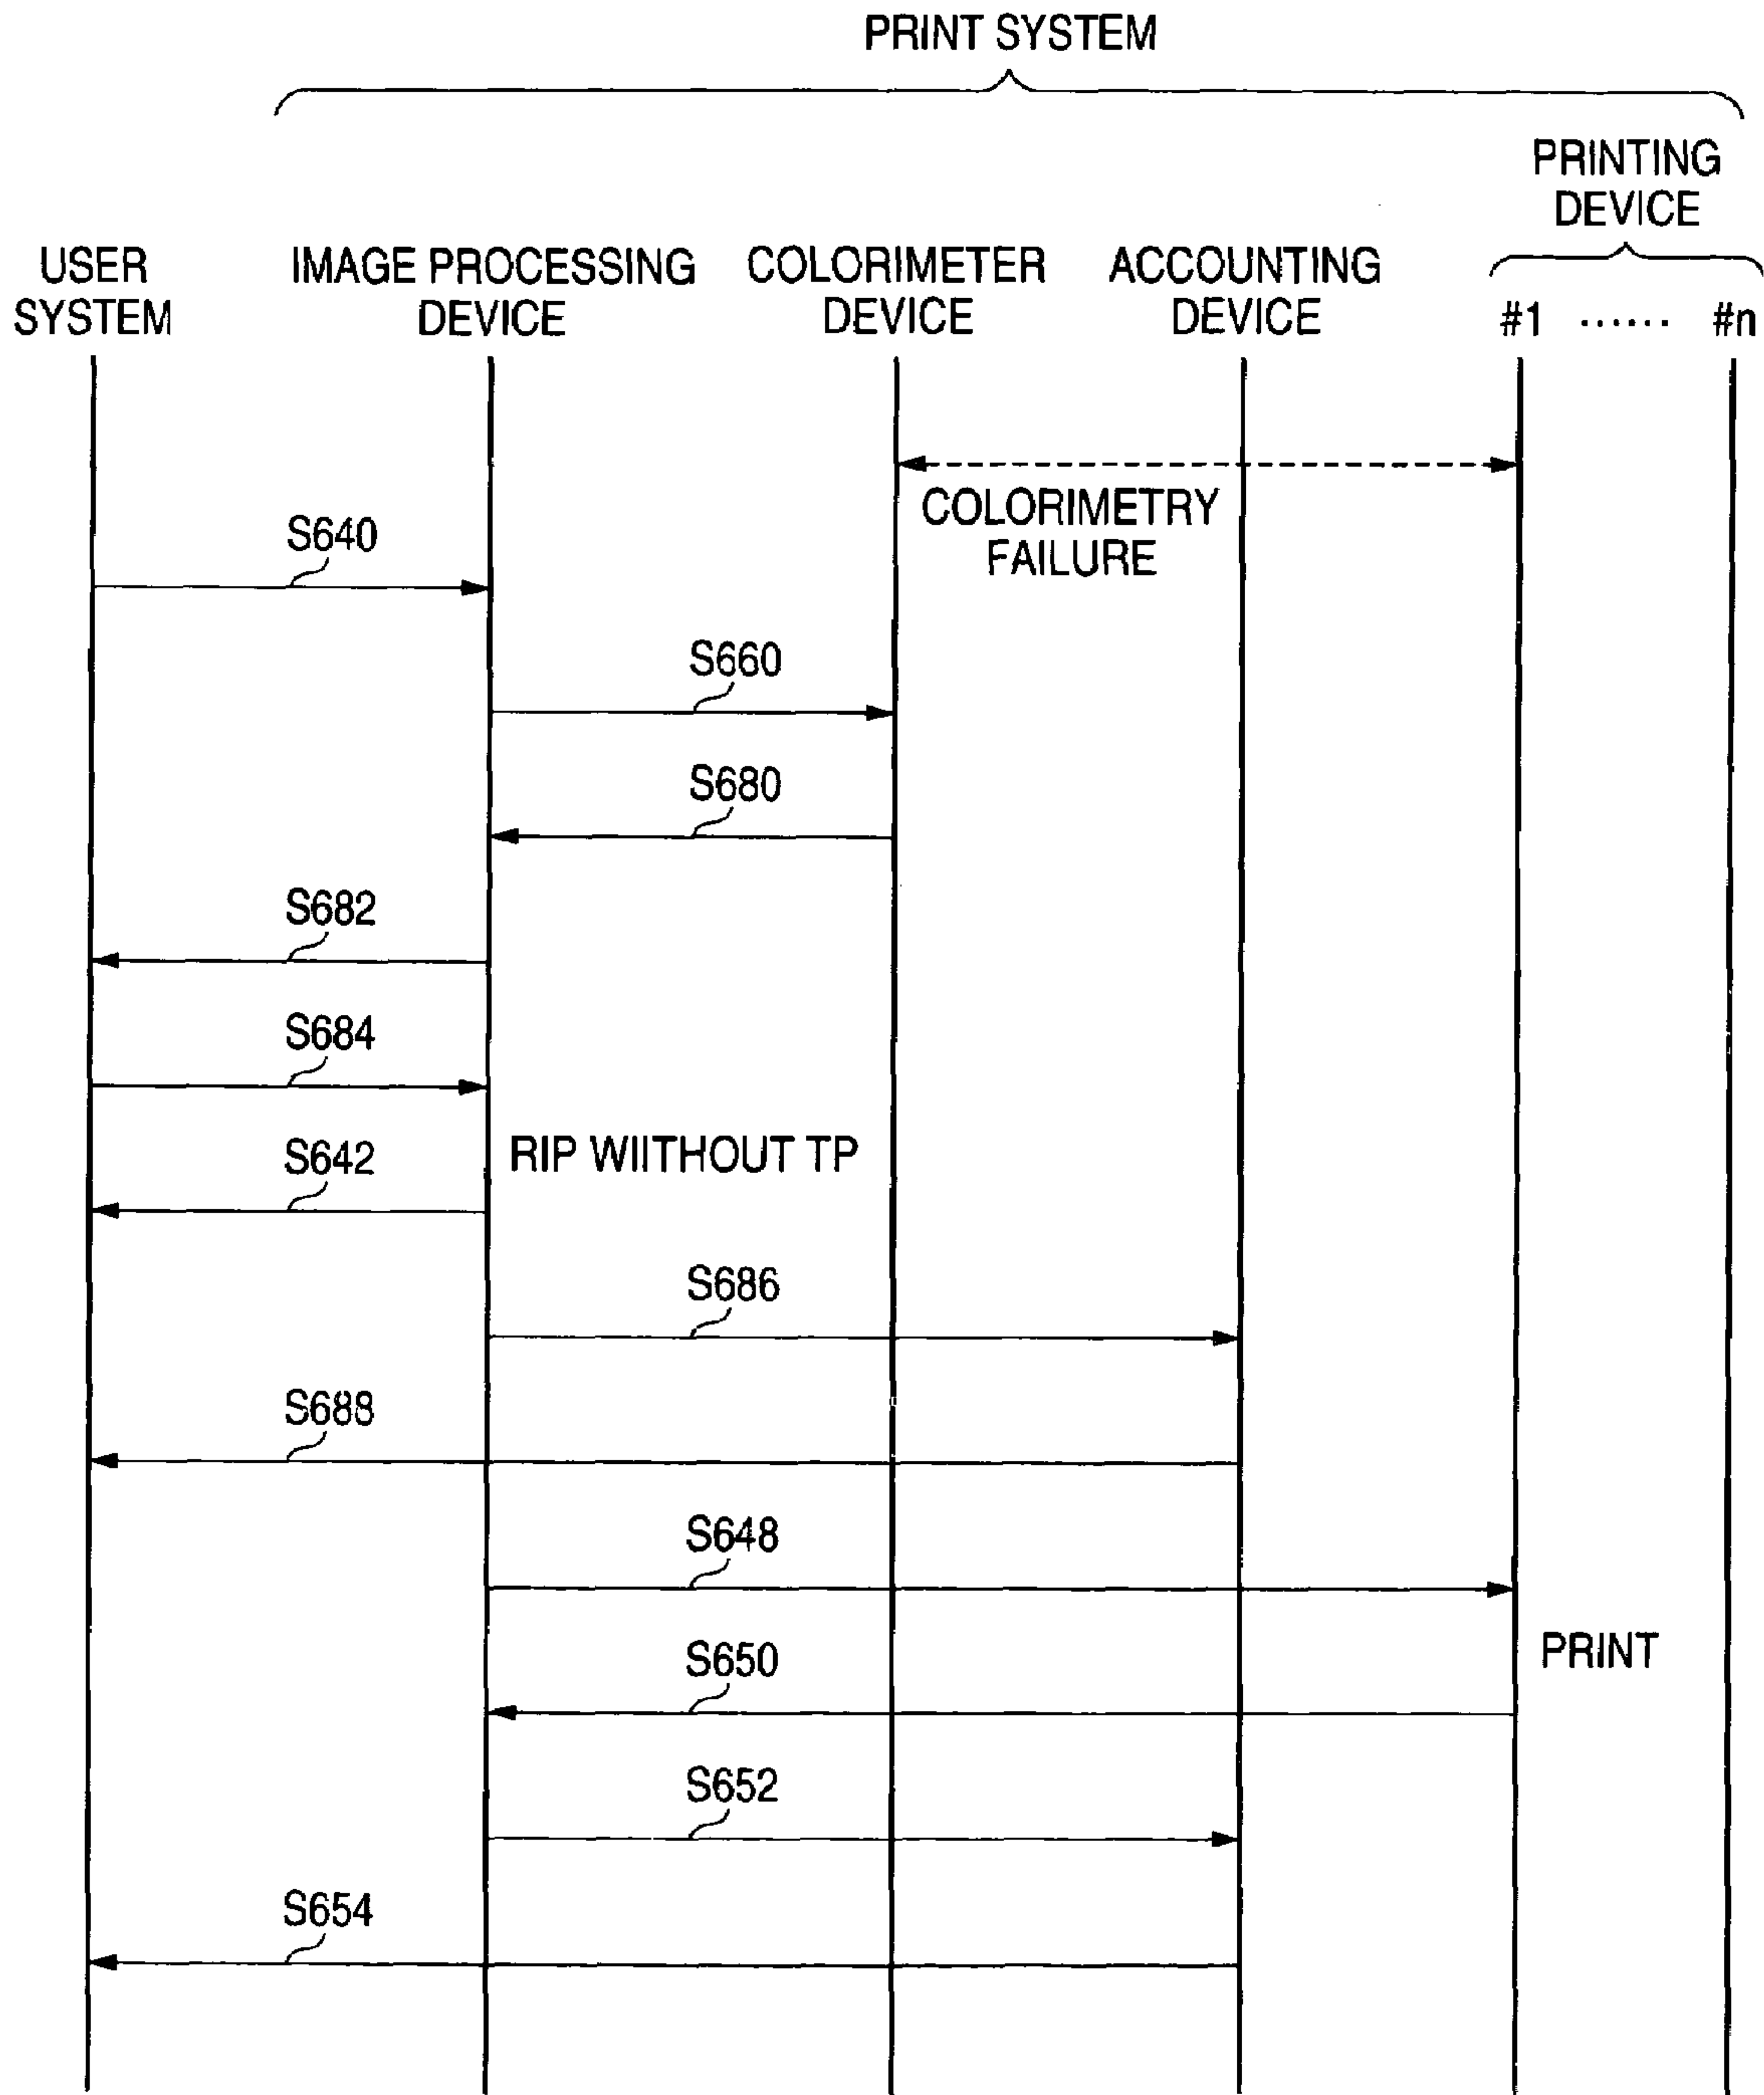 PRINT SYSTEM
PRINTING
DEVICE
USER
SYSTEM
IMAGE PROCESSING
DEVICE
COLORIMETER
DEVICE
ACCOUNTING
DEVICE
#1 ...... #n
COLORIMETRY
FAILURE
S640
S660
S680
S682
S684
S642
RIP WIITHOUT TP
S686
S688
S648
PRINT
S650
S652
S654